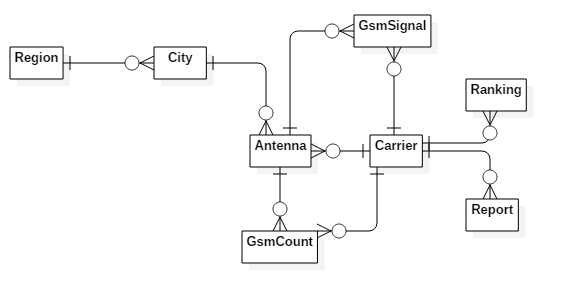 GsmSignal
Region
City
Ranking
Antenna
Carrier
Report
GsmCount